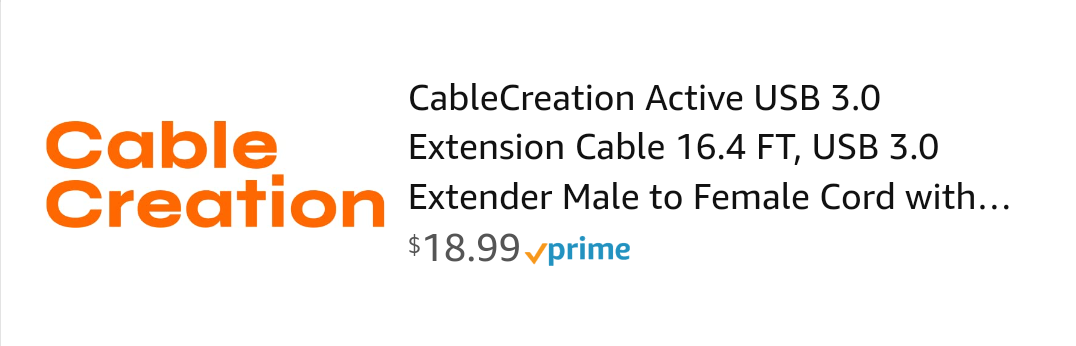 Cable
Creation
CableCreation Active USB 3.0
Extension Cable 16.4 FT, USB 3.0
Extender Male to Female Cord with...
$18.99 prime